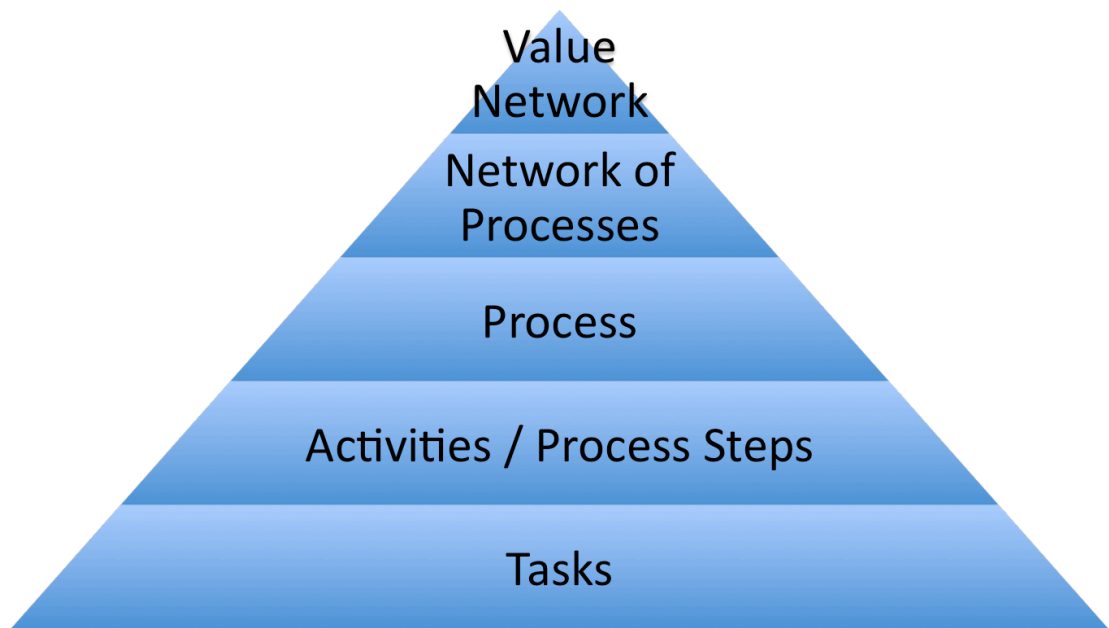 Value
Network
Network of
Processes
Process
Activities / Process Steps
Tasks